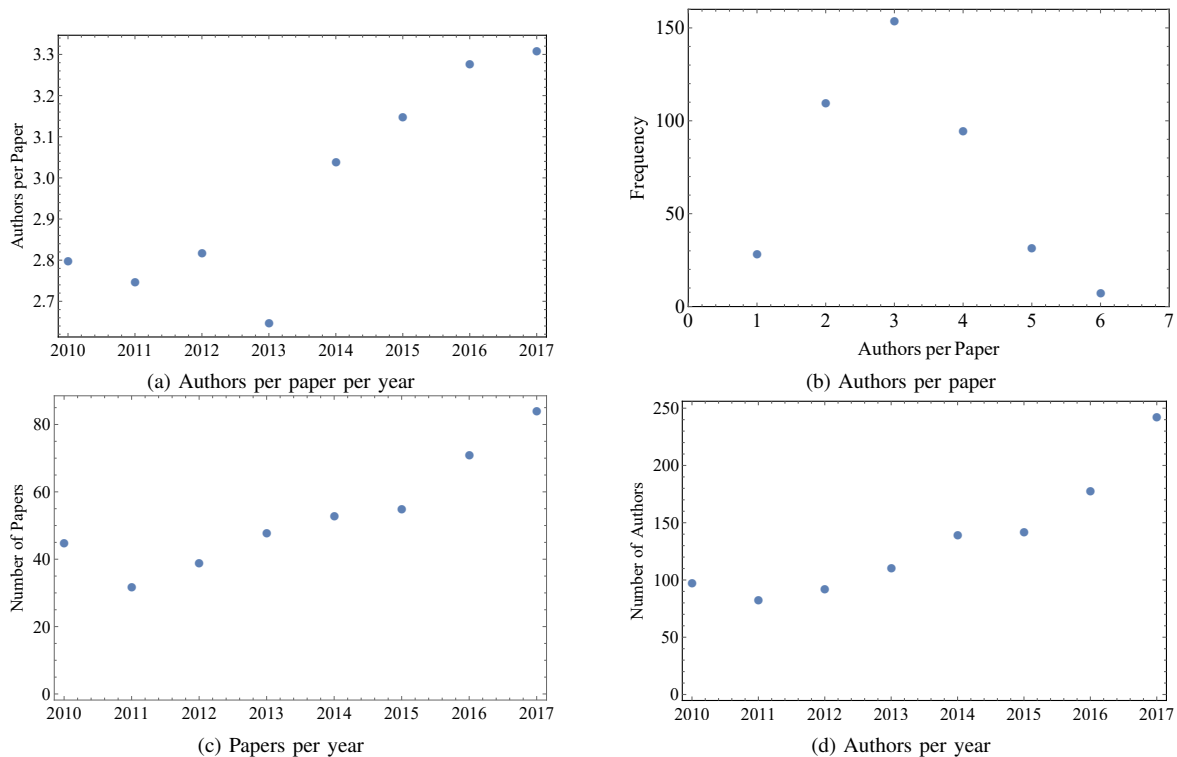 3.3
3.2
3.1
3.0
2.9
2.8
2.7
Authors per Paper
2010 2011 2012 2013 2014 2015 2016 2017
(a) Authors per paper per year
150
100
50
0
Frequency
0 1 2 3 4 5 6 7
Authors per Paper
(b) Authors per paper
80
60
40
20
0
Number of Papers
2010 2011 2012 2013 2014 2015 2016 2017
(c) Papers per year
250
200
150
100
50
0
Number of Authors
2010 2011 2012 2013 2014 2015 2016 2017
(d) Authors per year